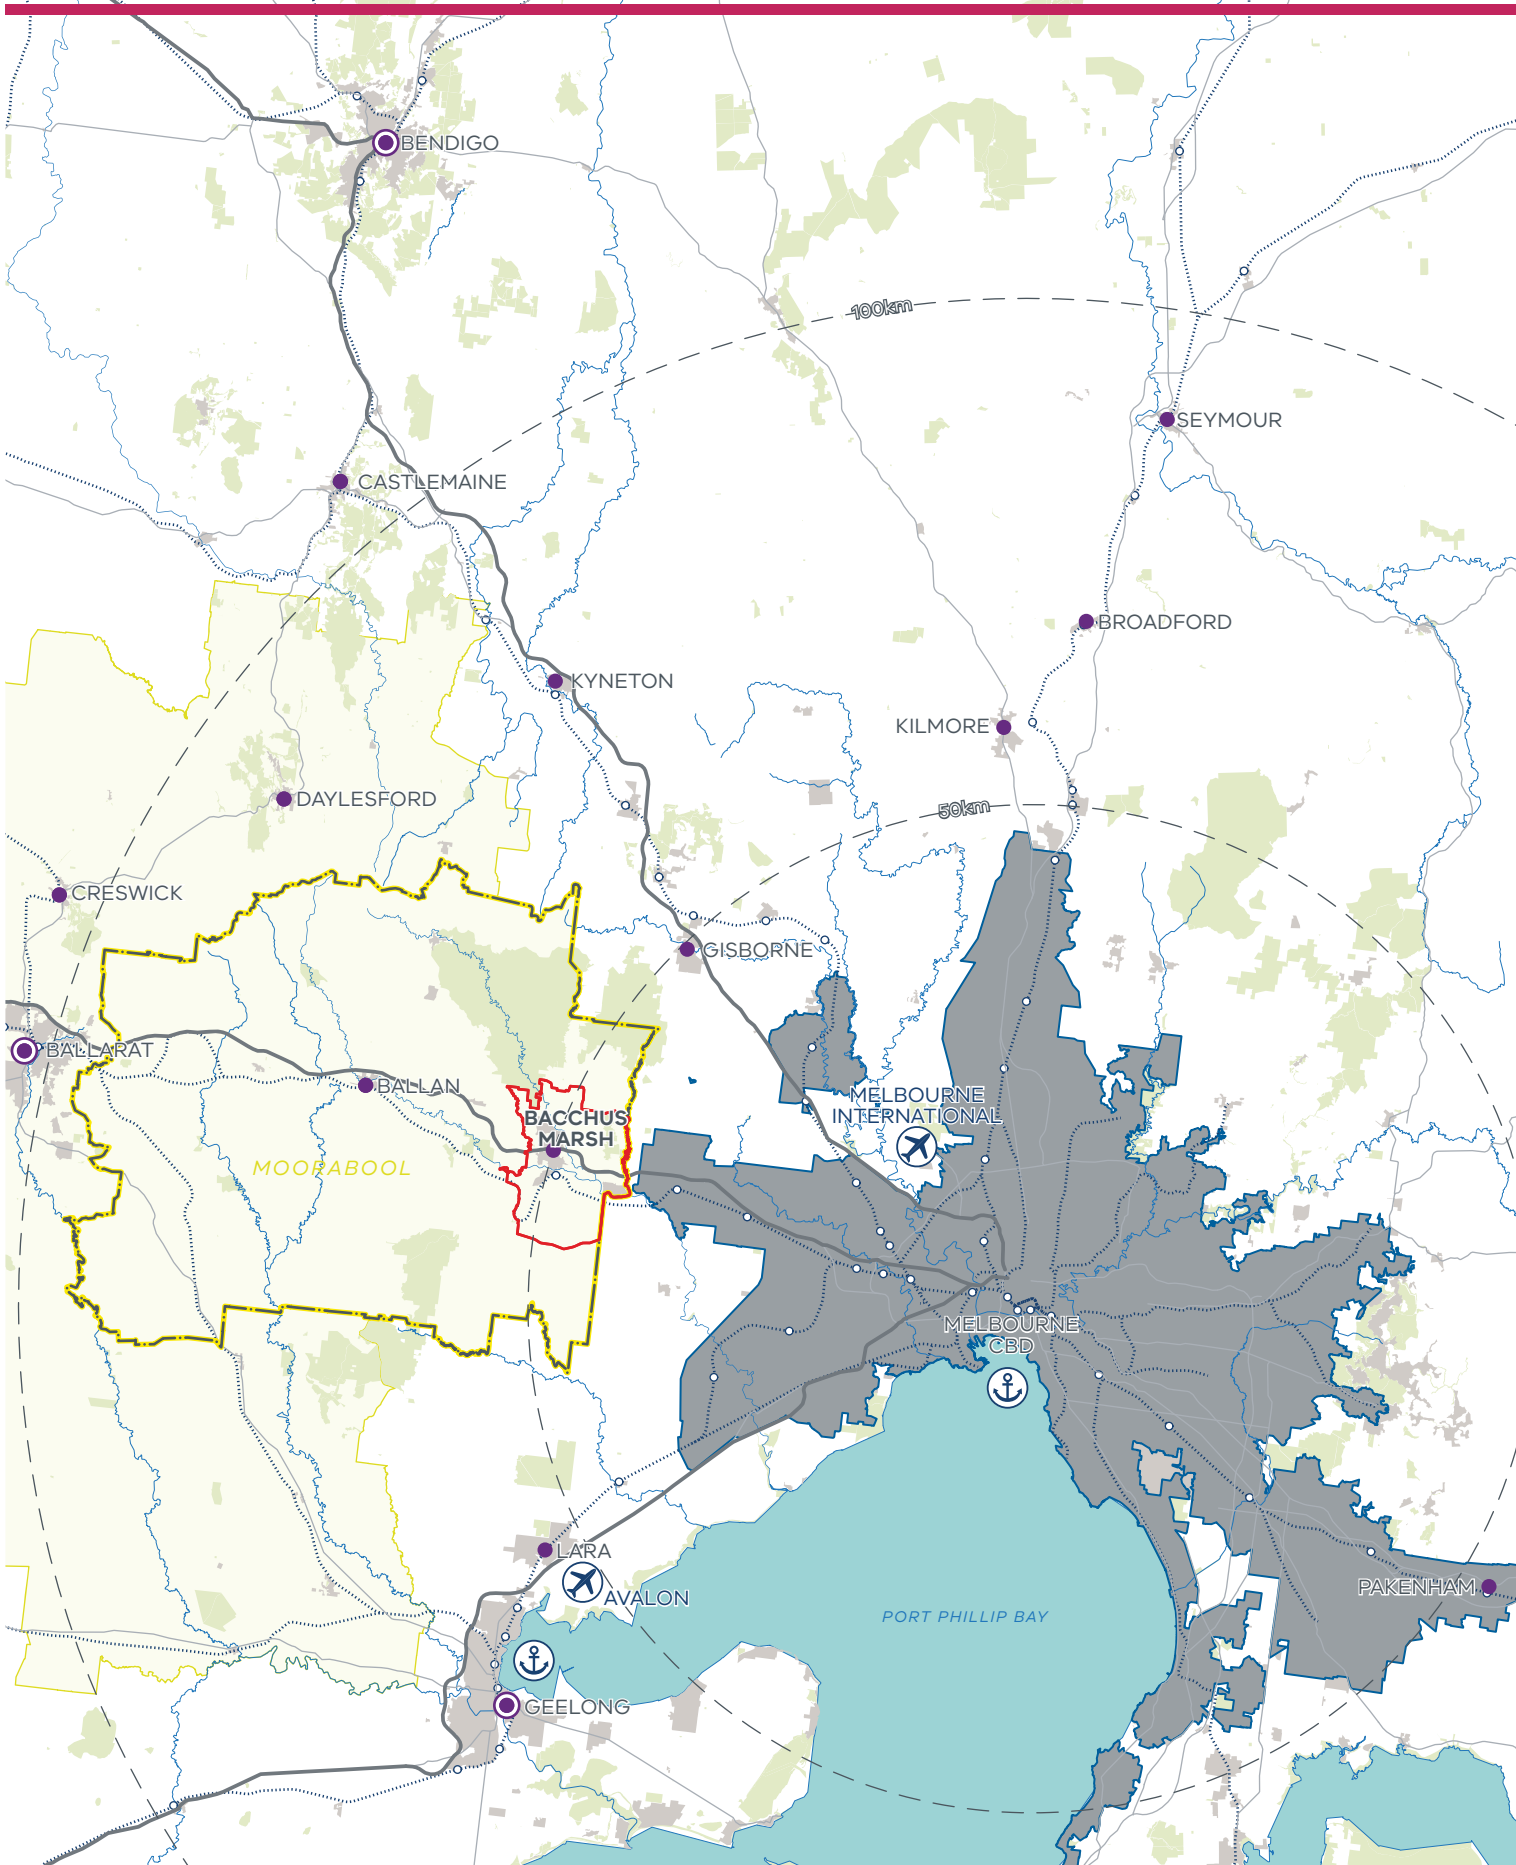 BENDIGO
100km
SEYMOUR
CASTLEMAINE
BROADFORD
KYNETON
KILMORE
DAYLESFORD
50km
CRESWICK
GISBORNE
BALLARAT
BALLAN
MELBOURNE
INTERNATIONAL
BACCHUS
MARSH
MOORABOOL
MELBOURNE
CBD
LARA
AVALON
PAKENHAM
PORT PHILLIP BAY
GEELONG